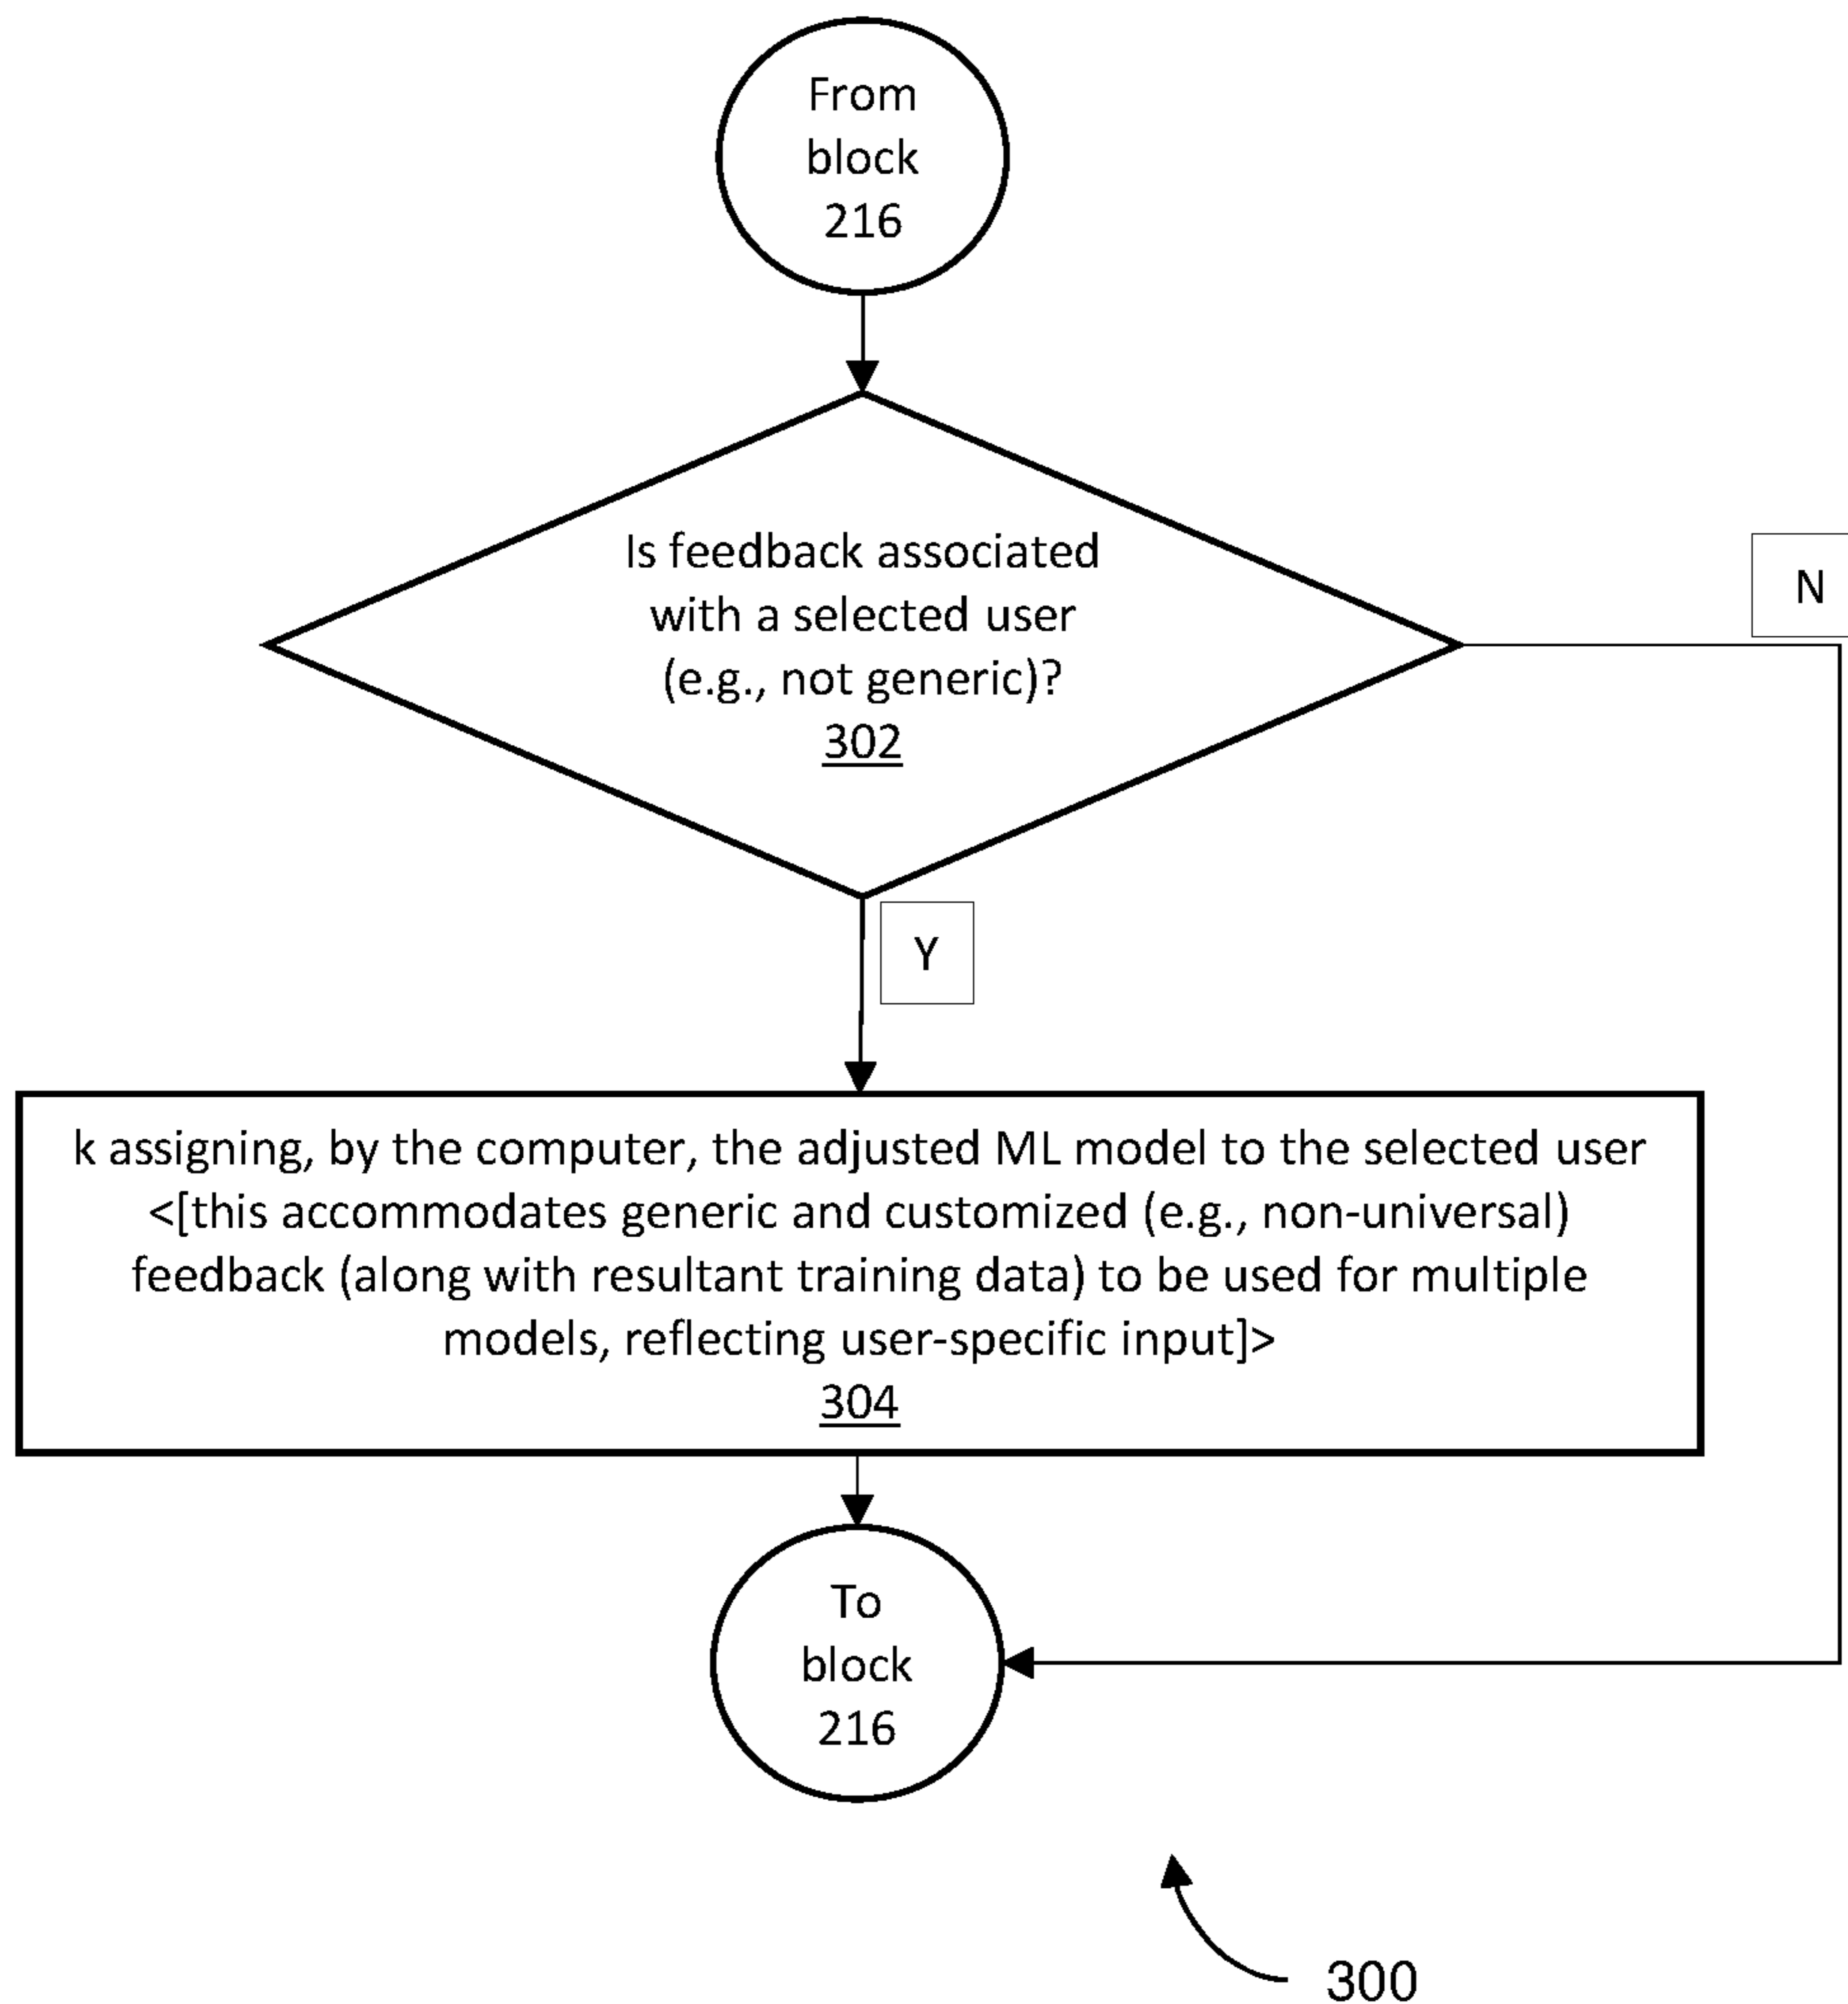 From
block
216
Is feedback associated
with a selected user
(e.g., not generic)?
302
N
Y
k assigning, by the computer, the adjusted ML model to the selected user
<[this accommodates generic and customized (e.g., non-universal)
feedback (along with resultant training data) to be used for multiple
models, reflecting user-specific input]>
304
To
block
216
300